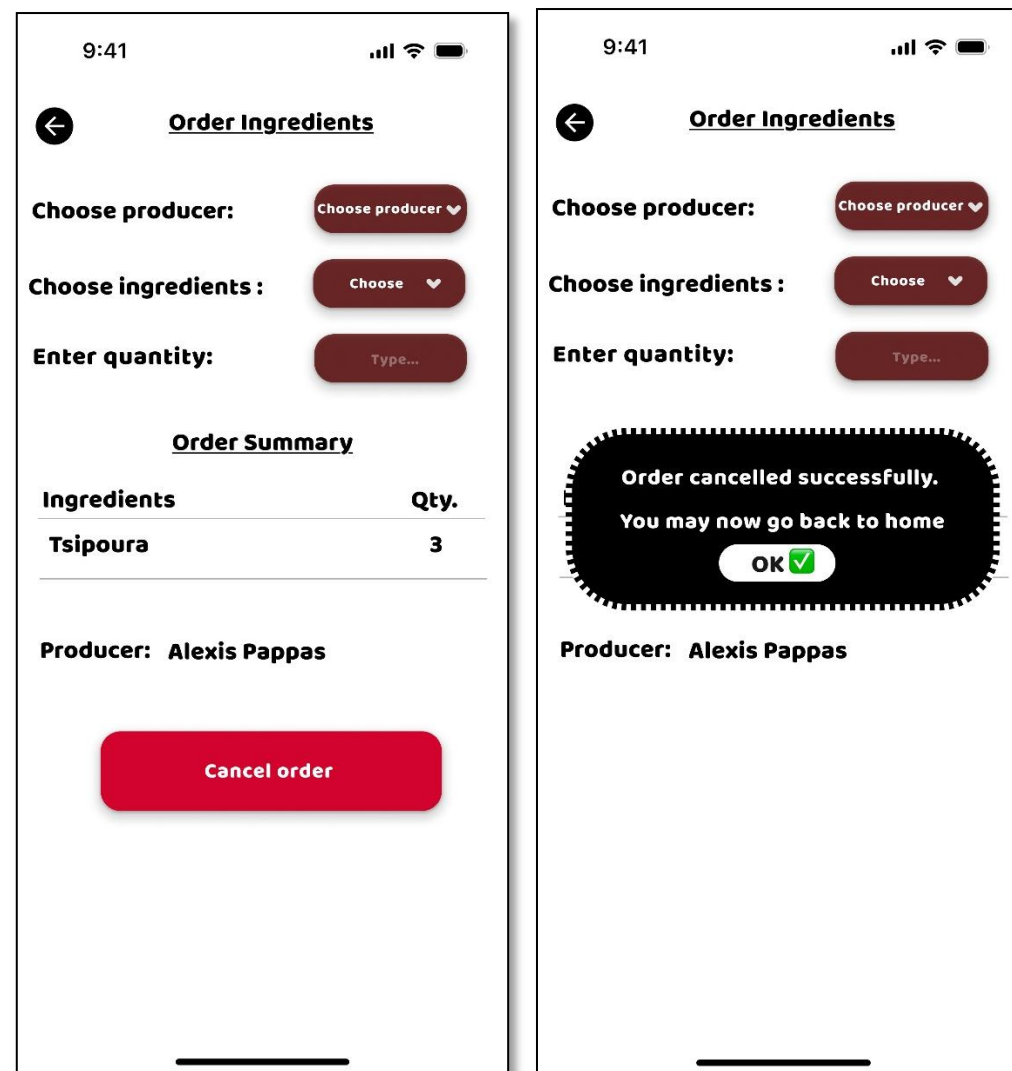 9:41
Order Ingredients
Choose producer: Choose producer
Choose ingredients : Choose
Enter quantity: Type...
Order Summary
Ingredients Qty.
Tsipoura 3
Producer: Alexis Pappas
Cancel order
9:41
Order Ingredients
Choose producer: Choose producer
Choose ingredients : Choose
Enter quantity: Type...
Order cancelled successfully.
You may now go back to home
OK
Producer: Alexis Pappas